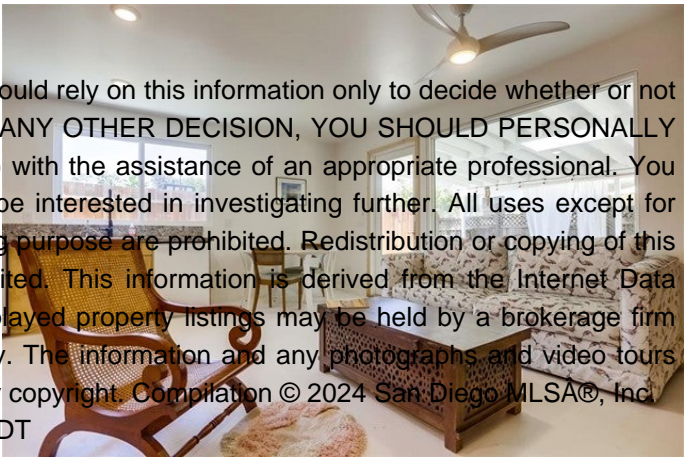 ould rely on this information only to decide whether or not
ANY OTHER DECISION, YOU SHOULD PERSONALLY
with the assistance of an appropriate professional. You
be interested in investigating further. All uses except for
g purpose are prohibited. Redistribution or copying of this
ited. This information is derived from the Internet Data
played property listings may be held by a brokerage firm
y. The information and any photographs and video tours
copyright. Compilation © 2024 San Diego MLSA®, Inc.
DT